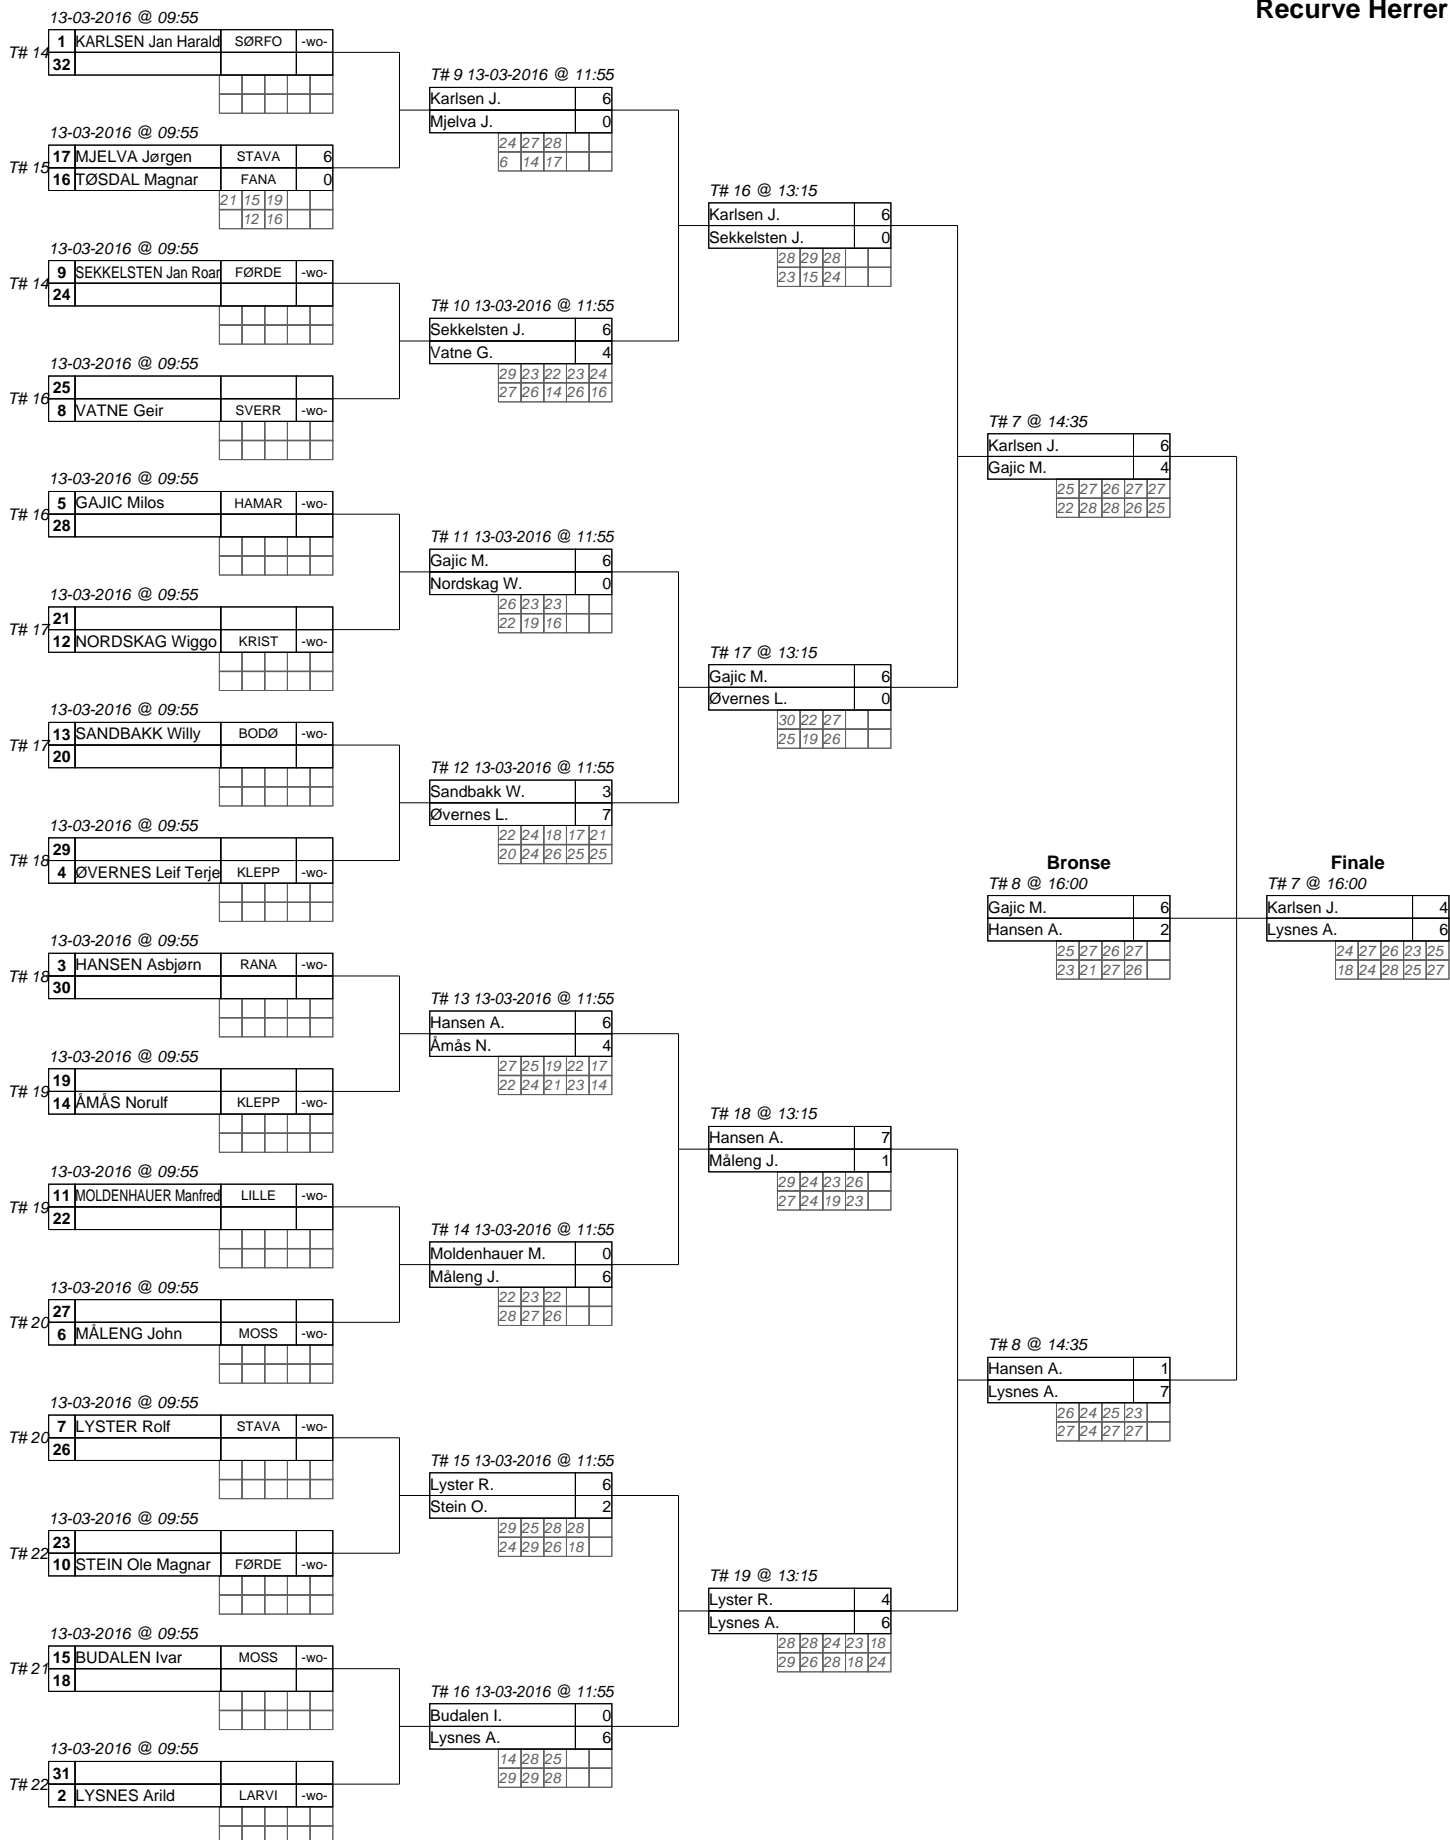 Recurve Herrer
13-03-2016 @ 09:55
T# 14
1 KARLSEN Jan Harald SØRFO -wo-
32
13-03-2016 @ 09:55
T# 15
17 MJELVA Jørgen STAVA 6
16 TØSDAL Magnar FANA 0
21 15 19
12 16
13-03-2016 @ 09:55
T# 14
9 SEKKELSTEN Jan Roar FØRDE -wo-
24
13-03-2016 @ 09:55
T# 16
25
8 VATNE Geir SVERR -wo-
13-03-2016 @ 09:55
T# 16
5 GAJIC Milos HAMAR -wo-
28
13-03-2016 @ 09:55
T# 17
21
12 NORDSKAG Wiggo KRIST -wo-
13-03-2016 @ 09:55
T# 17
13 SANDBAKK Willy BODØ -wo-
20
13-03-2016 @ 09:55
T# 18
29
4 ØVERNES Leif Terje KLEPP -wo-
13-03-2016 @ 09:55
T# 18
3 HANSEN Asbjørn RANA -wo-
30
13-03-2016 @ 09:55
T# 19
19
14 ÅMÅS Norulf KLEPP -wo-
13-03-2016 @ 09:55
T# 19
11 MOLDENHAUER Manfred LILLE -wo-
22
13-03-2016 @ 09:55
T# 20
27
6 MÅLENG John MOSS -wo-
13-03-2016 @ 09:55
T# 20
7 LYSTER Rolf STAVA -wo-
26
13-03-2016 @ 09:55
T# 22
23
10 STEIN Ole Magnar FØRDE -wo-
13-03-2016 @ 09:55
T# 21
15 BUDALEN Ivar MOSS -wo-
18
13-03-2016 @ 09:55
T# 22
31
2 LYSNES Arild LARVI -wo-
T# 9 13-03-2016 @ 11:55
Karlsen J. 6
Mjelva J. 0
24 27 28
6 14 17
T# 10 13-03-2016 @ 11:55
Sekkelsten J. 6
Vatne G. 4
29 23 22 23 24
27 26 14 26 16
T# 11 13-03-2016 @ 11:55
Gajic M. 6
Nordskag W. 0
26 23 23
22 19 16
T# 12 13-03-2016 @ 11:55
Sandbakk W. 3
Øvernes L. 7
22 24 18 17 21
20 24 26 25 25
T# 13 13-03-2016 @ 11:55
Hansen A. 6
Åmås N. 4
27 25 19 22 17
22 24 21 23 14
T# 14 13-03-2016 @ 11:55
Moldenhauer M. 0
Måleng J. 6
22 23 22
28 27 26
T# 15 13-03-2016 @ 11:55
Lyster R. 6
Stein O. 2
29 25 28 28
24 29 26 18
T# 16 13-03-2016 @ 11:55
Budalen I. 0
Lysnes A. 6
14 28 25
29 29 28
T# 16 @ 13:15
Karlsen J. 6
Sekkelsten J. 0
28 29 28
23 15 24
T# 17 @ 13:15
Gajic M. 6
Øvernes L. 0
30 22 27
25 19 26
T# 18 @ 13:15
Hansen A. 7
Måleng J. 1
29 24 23 26
27 24 19 23
T# 19 @ 13:15
Lyster R. 4
Lysnes A. 6
28 28 24 23 18
29 26 28 18 24
T# 7 @ 14:35
Karlsen J. 6
Gajic M. 4
25 27 26 27 27
22 28 28 26 25
T# 8 @ 14:35
Hansen A. 1
Lysnes A. 7
26 24 25 23
27 24 27 27
Bronse
T# 8 @ 16:00
Gajic M. 6
Hansen A. 2
25 27 26 27
23 21 27 26
Finale
T# 7 @ 16:00
Karlsen J. 4
Lysnes A. 6
24 27 26 23 25
18 24 28 25 27